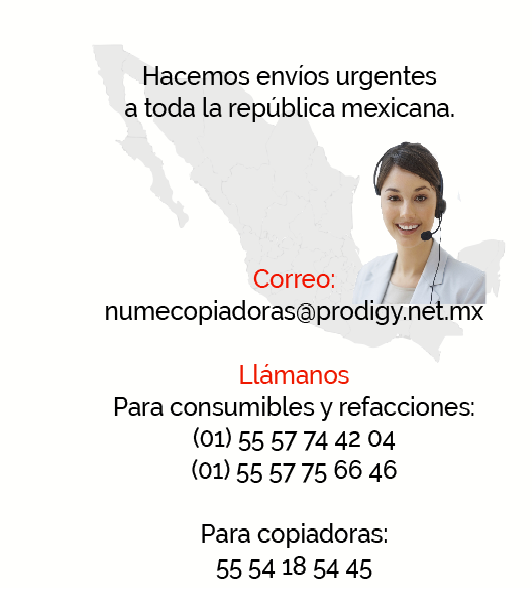 Hacemos envíos urgentes
a toda la república mexicana.
Correo:
numecopiadoras@prodigy.net.mx
Llámanos
Para consumibles y refacciones:
(01) 55 57 74 42 04
(01) 55 57 75 66 46
Para copiadoras:
55 54 18 54 45